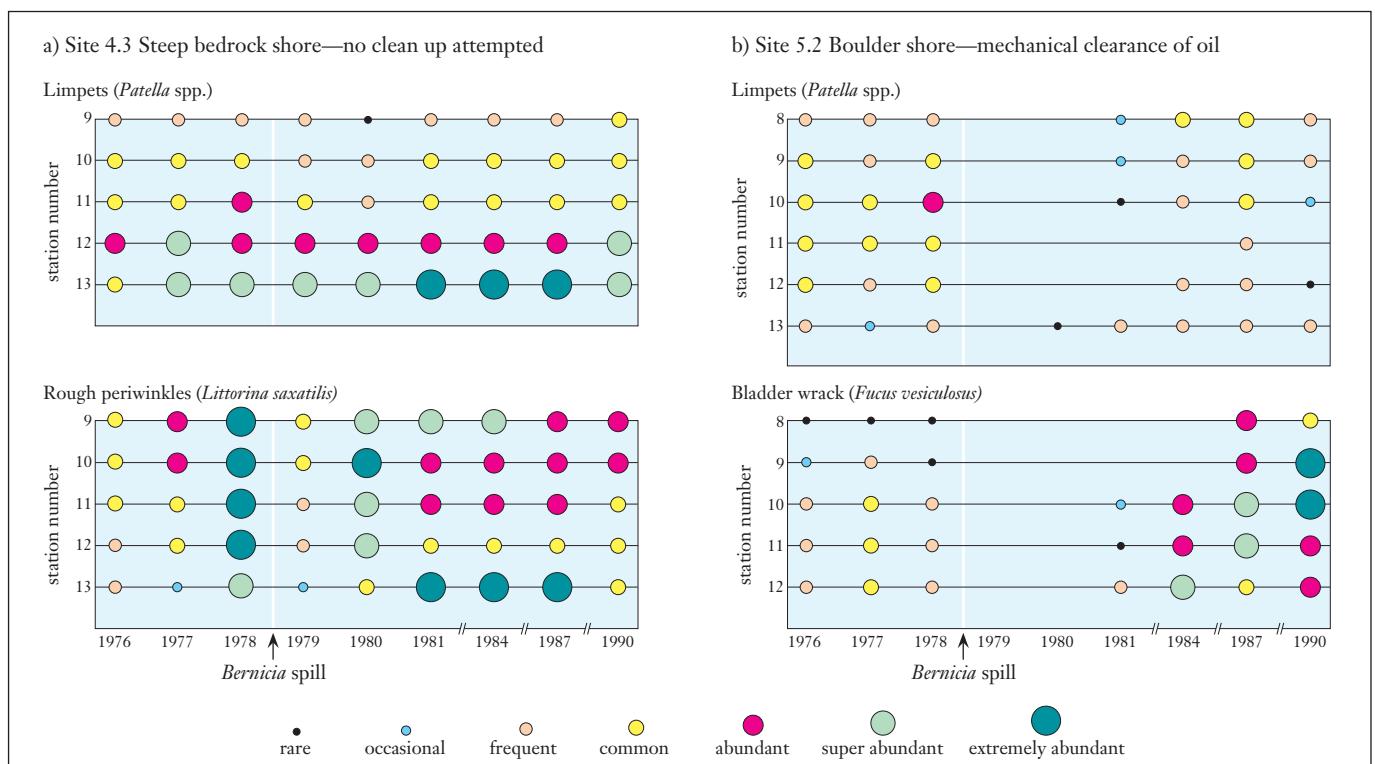 a) Site 4.3 Steep bedrock shore—no clean up attempted
Limpets (Patella spp.)
station number
9
10
11
12
13
Rough periwinkles (Littorina saxatilis)
station number
9
10
11
12
13
1976 1977 1978 1979 1980 1981 1984 1987 1990
Bernicia spill
b) Site 5.2 Boulder shore—mechanical clearance of oil
Limpets (Patella spp.)
station number
8
9
10
11
12
13
Bladder wrack (Fucus vesiculosus)
station number
8
9
10
11
12
1976 1977 1978 1979 1980 1981 1984 1987 1990
Bernicia spill
rare occasional frequent common abundant super abundant extremely abundant